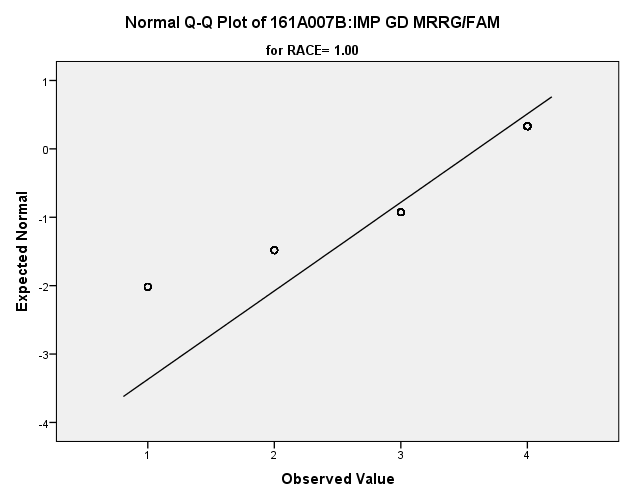 Normal Q-Q Plot of 161A007B:IMP GD MRRG/FAM
for RACE= 1.00
1
0
-1
-2
-3
-4
Expected Normal
1 2 3 4
Observed Value